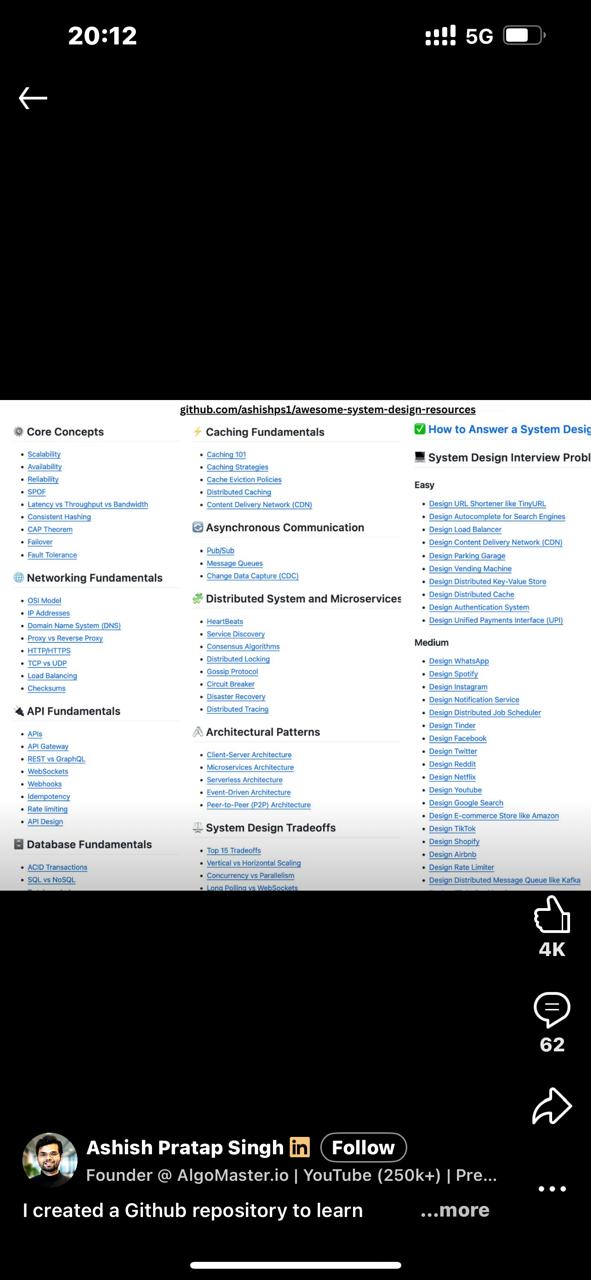 20:12
5G
github.com/ashishps1/awesome-system-design-resources
Core Concepts
Scalability
Availability
Reliability
SPOF
Latency vs Throughput vs Bandwidth
Consistent Hashing
CAP Theorem
Failover
Fault Tolerance
Networking Fundamentals
OSI Model
IP Addresses
Domain Name System (DNS)
Proxy vs Reverse Proxy
HTTP/HTTPS
TCP vs UDP
Load Balancing
Checksums
API Fundamentals
APIs
API Gateway
REST vs GraphQL
WebSockets
Webhooks
Idempotency
Rate limiting
API Design
Database Fundamentals
ACID Transactions
SQL vs NoSQL
Caching Fundamentals
Caching 101
Caching Strategies
Cache Eviction Policies
Distributed Caching
Content Delivery Network (CDN)
Asynchronous Communication
Pub/Sub
Message Queues
Change Data Capture (CDC)
Distributed System and Microservices
HeartBeats
Service Discovery
Consensus Algorithms
Distributed Locking
Gossip Protocol
Circuit Breaker
Disaster Recovery
Distributed Tracing
Architectural Patterns
Client-Server Architecture
Microservices Architecture
Serverless Architecture
Event-Driven Architecture
Peer-to-Peer (P2P) Architecture
System Design Tradeoffs
Top 15 Tradeoffs
Vertical vs Horizontal Scaling
Concurrency vs Parallelism
Long Polling vs WebSockets
How to Answer a System Desig
System Design Interview Probl
Easy
Design URL Shortener like TinyURL
Design Autocomplete for Search Engines
Design Load Balancer
Design Content Delivery Network (CDN)
Design Parking Garage
Design Vending Machine
Design Distributed Key-Value Store
Design Distributed Cache
Design Authentication System
Design Unified Payments Interface (UPI)
Medium
Design WhatsApp
Design Spotify
Design Instagram
Design Notification Service
Design Distributed Job Scheduler
Design Tinder
Design Facebook
Design Twitter
Design Reddit
Design Netflix
Design Youtube
Design Google Search
Design E-commerce Store like Amazon
Design TikTok
Design Shopify
Design Airbnb
Design Rate Limiter
Design Distributed Message Queue like Kafka
4K
62
Ashish Pratap Singh in Follow
Founder @ AlgoMaster.io | YouTube (250k+) | Pre...
I created a Github repository to learn ...more